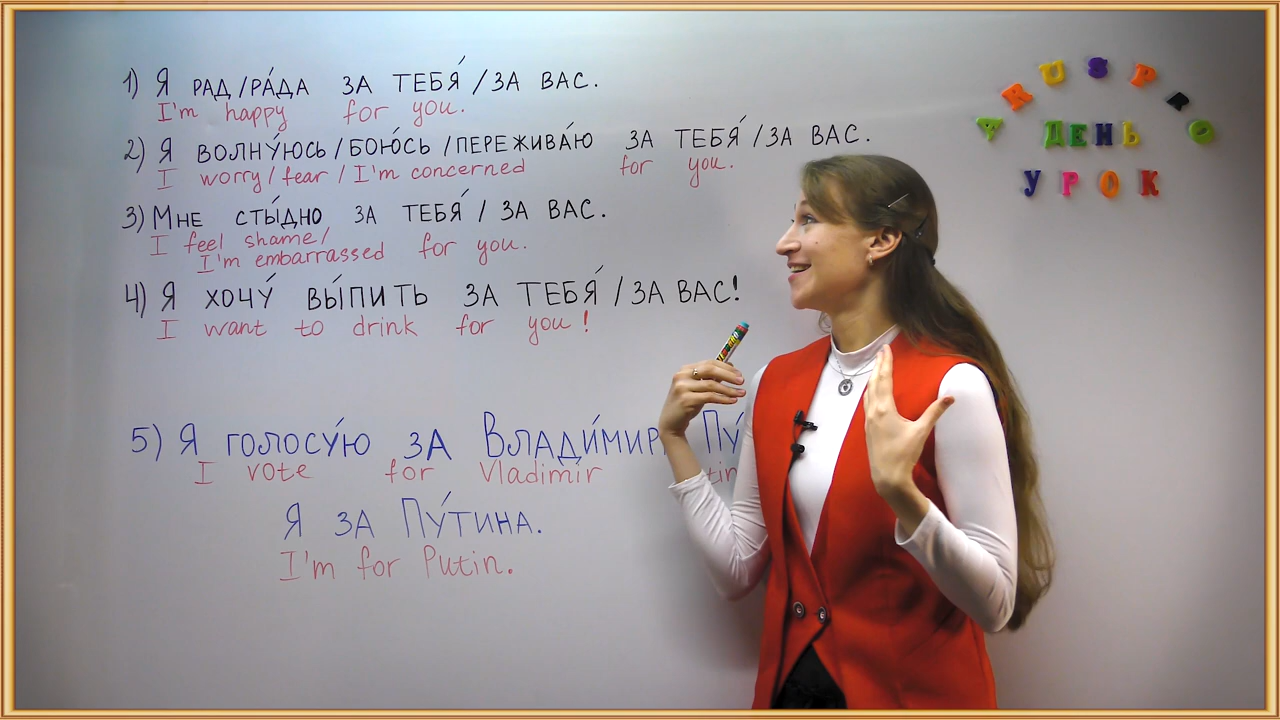 1) Я РАД/РА́ДА ЗА ТЕБЯ́/ЗА ВАС.
I'm happy for you.
2) Я ВОЛНУ́ЮСЬ/БОЮ́СЬ/ПЕРЕЖИВА́Ю ЗА ТЕБЯ́/ЗА ВАС.
I worry/fear/I'm concerned for you.
3) МНЕ СТЫ́ДНО ЗА ТЕБЯ́/ЗА ВАС.
I feel shame/
I'm embarrassed for you.
4) Я ХОЧУ́ ВЫ́ПИТЬ ЗА ТЕБЯ́/ЗА ВАС!
I want to drink for you!
5) Я ГОЛОСУ́Ю ЗА ВЛАДИ́МИР
I vote for Vladimir
Я ЗА ПУ́ТИНА.
I'm for Putin.
ДЕНЬ
УРОК